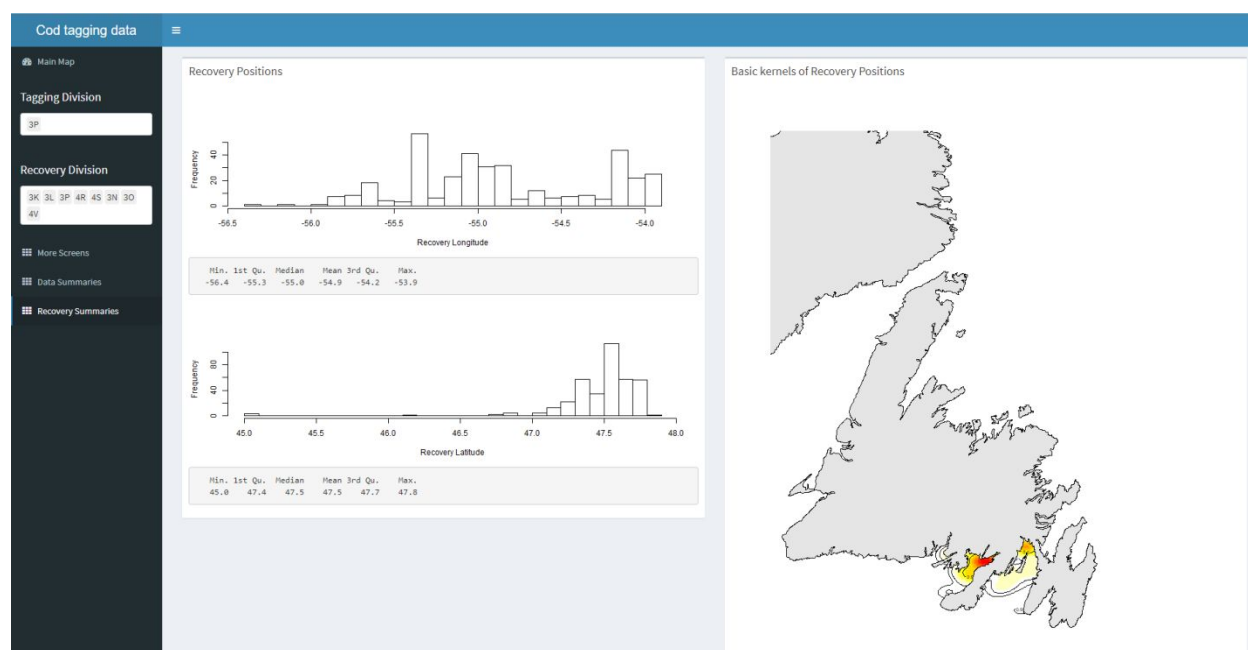 Cod tagging data
Main Map
Tagging Division
3P
Recovery Division
3K 3L 3P 4R 4S 3N 3O
4V
More Screens
Data Summaries
Recovery Summaries
Recovery Positions
Frequency
0 20 40
-56.5 -56.0 -55.5 -55.0 -54.5 -54.0
Recovery Longitude
Min. 1st Qu. Median Mean 3rd Qu. Max.
-56.4 -55.3 -55.0 -54.9 -54.2 -53.9
Frequency
0 40 80
45.0 45.5 46.0 46.5 47.0 47.5 48.0
Recovery Latitude
Min. 1st Qu. Median Mean 3rd Qu. Max.
45.0 47.4 47.5 47.5 47.7 47.8
Basic kernels of Recovery Positions